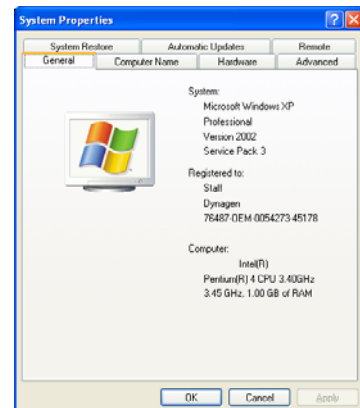 System Properties
System Restore Automatic Updates Remote
General Computer Name Hardware Advanced
System:
Microsoft Windows XP
Professional
Version 2002
Service Pack 3
Registered to:
Stall
Dynagen
76487-OEM-0054273-45178
Computer:
Intel(R)
Pentium(R) 4 CPU 3.40GHz
3.45 GHz, 1.00 GB of RAM
OK Cancel Apply